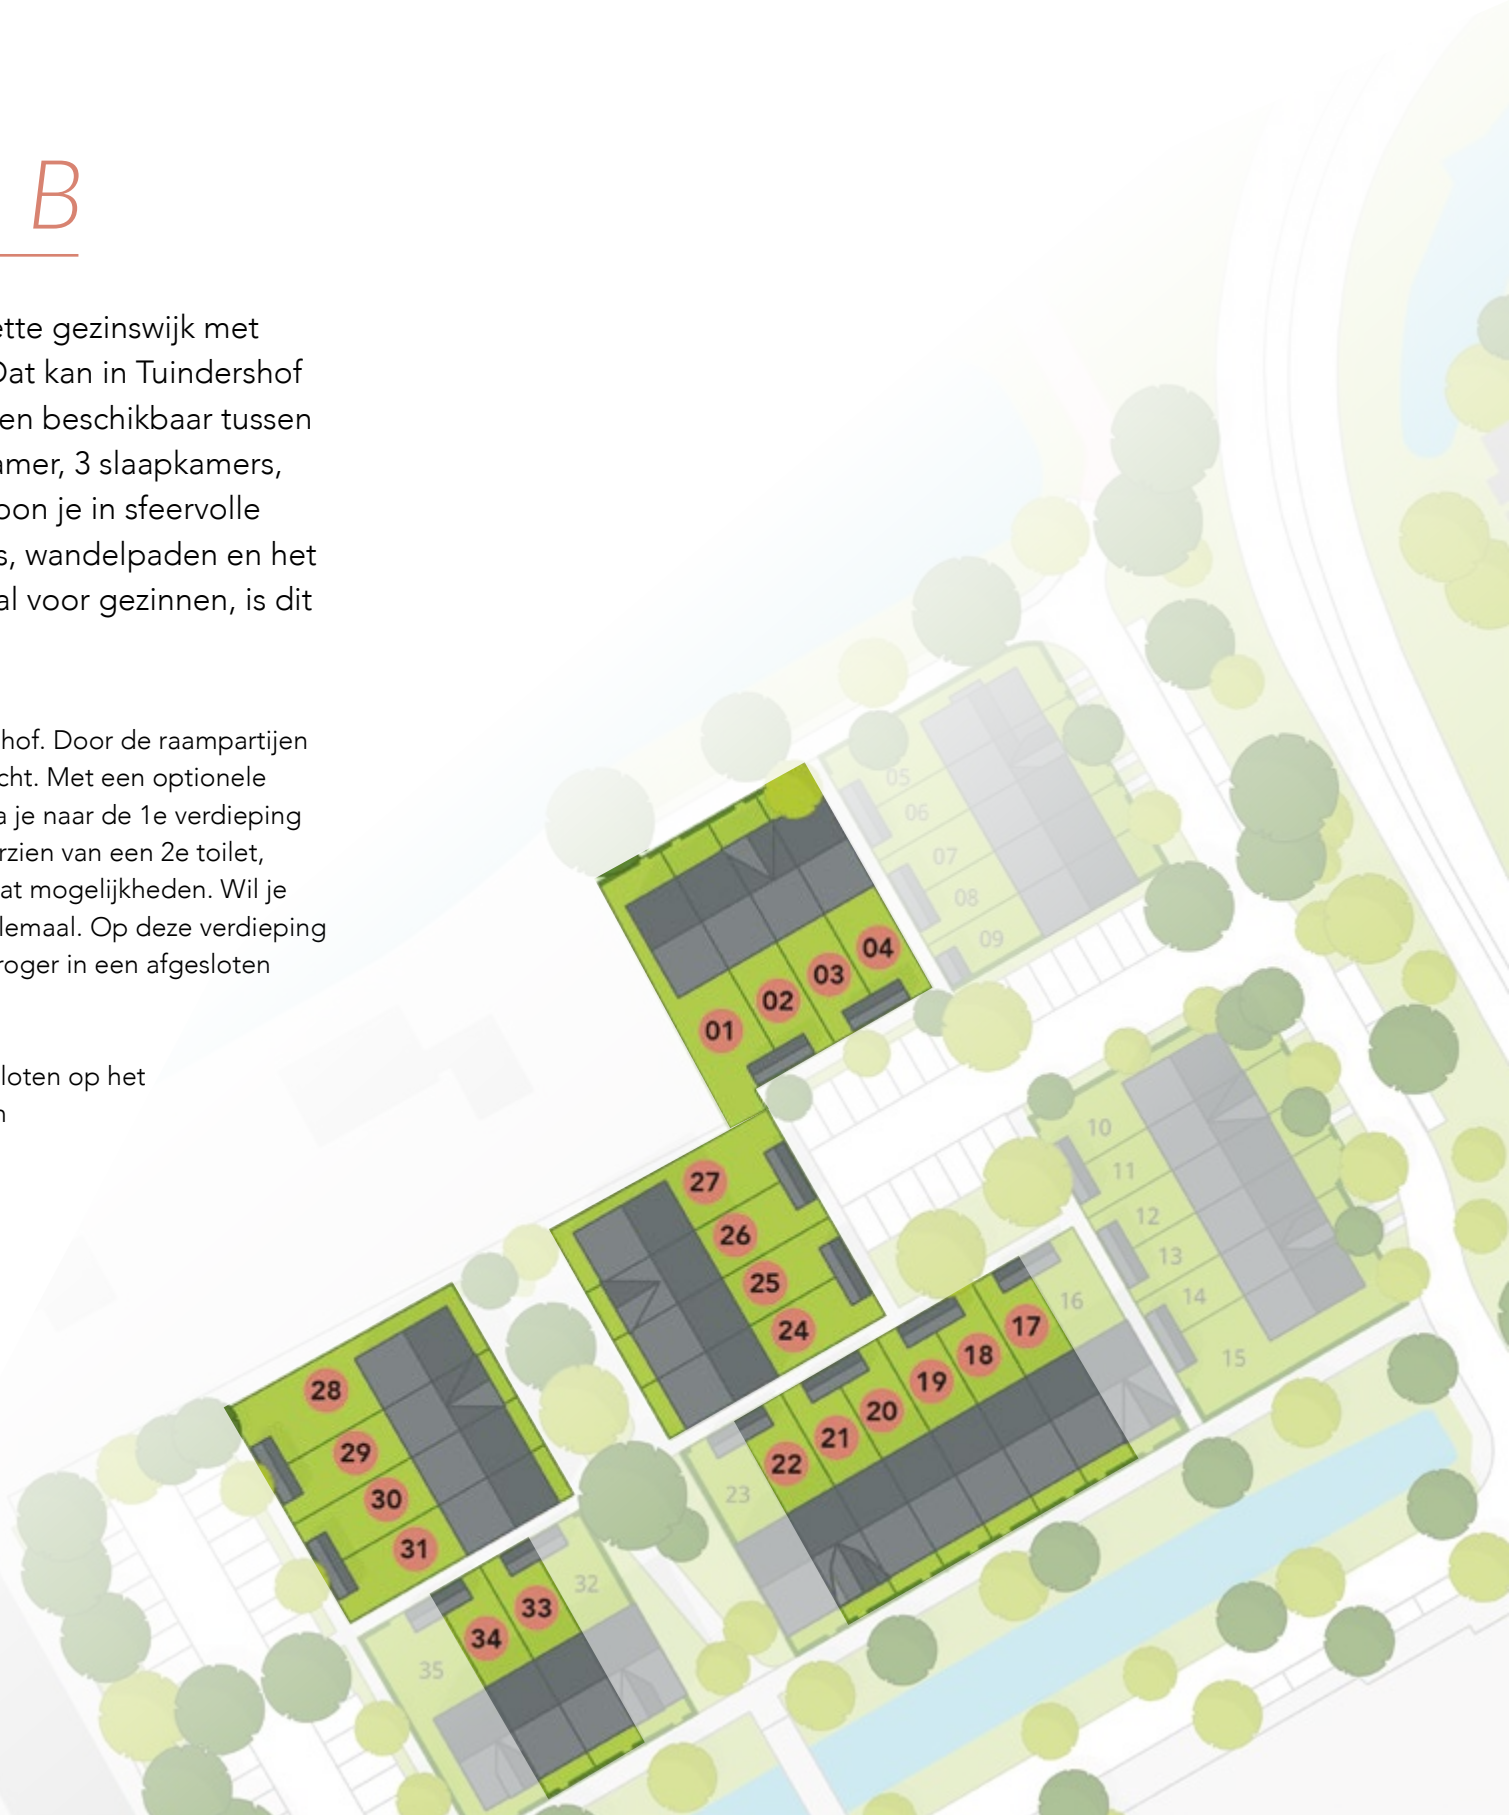 B
ette gezinswijk met
Dat kan in Tuindershof
en beschikbaar tussen
amer, 3 slaapkamers,
oon je in sfeervolle
s, wandelpaden en het
al voor gezinnen, is dit
hof. Door de raampartijen
cht. Met een optionele
a je naar de 1e verdieping
rzien van een 2e toilet,
at mogelijkheden. Wil je
lemaal. Op deze verdieping
roger in een afgesloten
loten op het
n
05
06
07
08
09
04
03
02
01
10
11
12
13
14
15
27
26
25
24
16
17
18
19
20
21
22
23
28
29
30
31
32
33
34
35